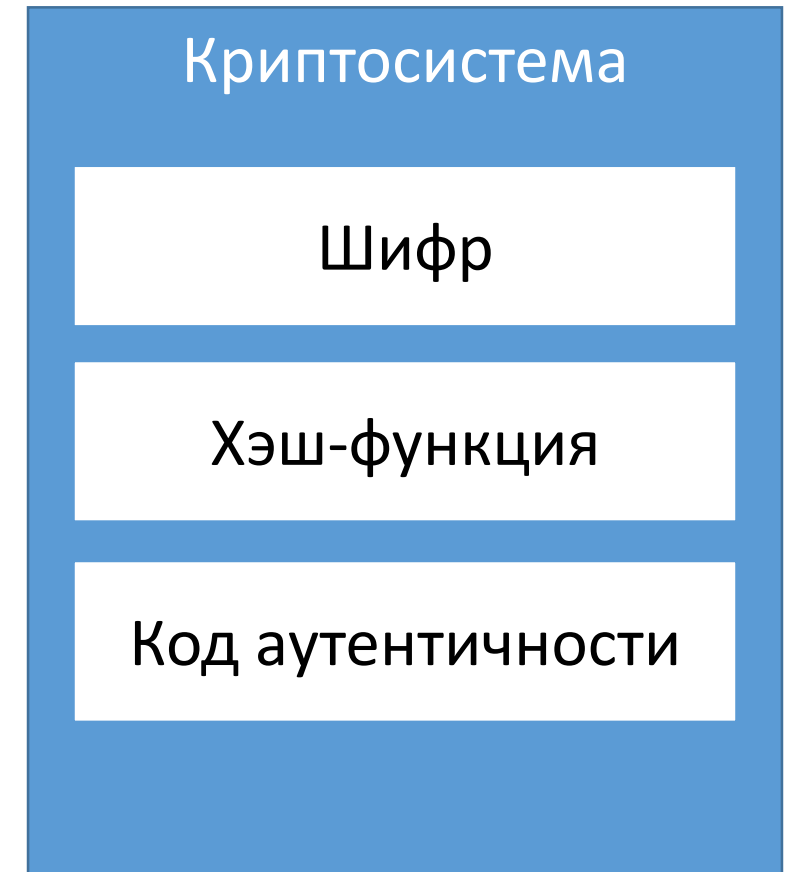 Криптосистема
Шифр
Хэш-функция
Код аутентичности